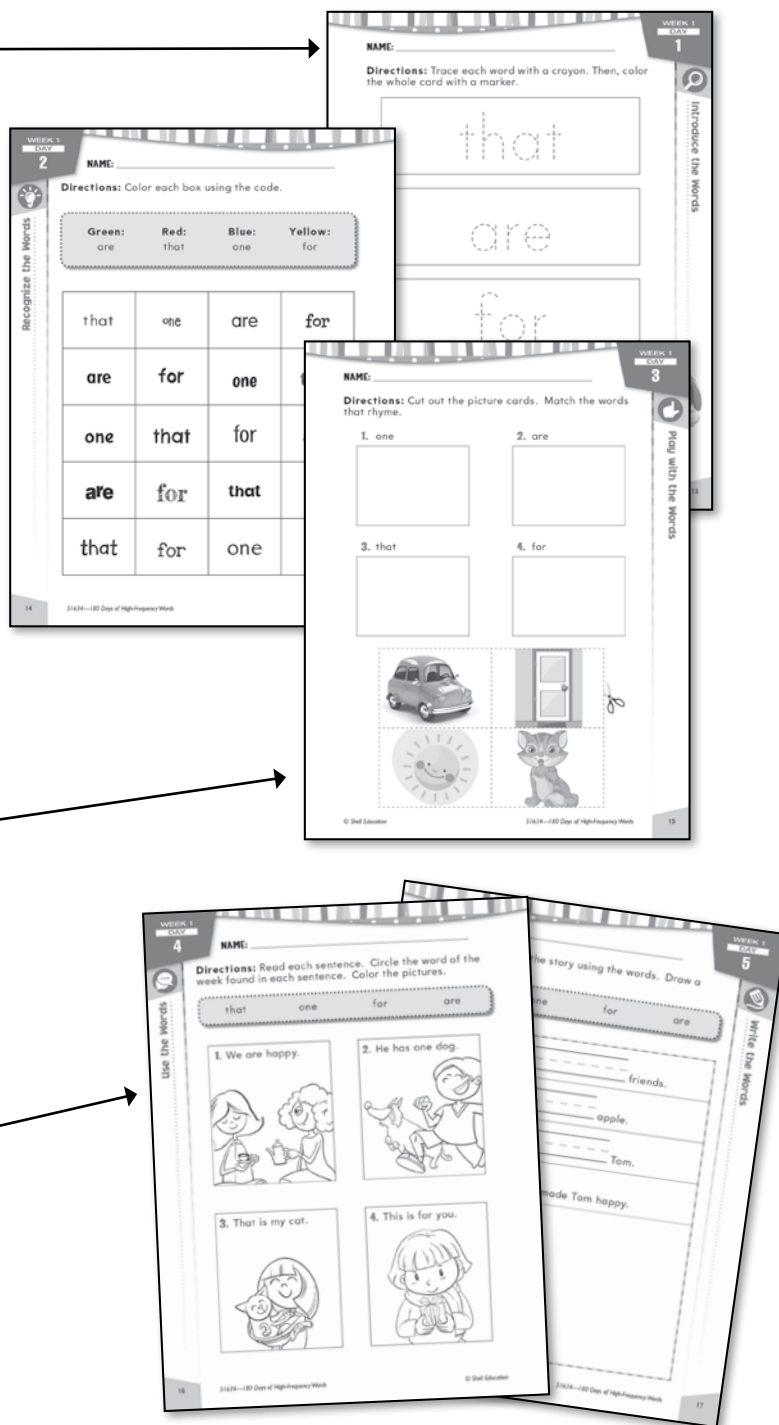 WEEK 1
DAY
1
NAME:
Directions: Trace each word with a crayon. Then, color
the whole card with a marker.
Introduce the Words
that
are
for
13
WEEK 1
DAY
2
NAME:
Directions: Color each box using the code.
Recognize the Words
Green: Red: Blue: Yellow:
are that one for
that one are for
are for one
one that for
are for that
that for one
14 51634—180 Days of High-Frequency Words
WEEK 1
DAY
3
NAME:
Directions: Cut out the picture cards. Match the words
that rhyme.
Play with the Words
1. one 2. are
3. that 4. for
© Shell Education 51634—180 Days of High-Frequency Words 15
WEEK 1
DAY
4
NAME:
Directions: Read each sentence. Circle the word of the
week found in each sentence. Color the pictures.
Use the Words
that one for are
1. We are happy. 2. He has one dog.
3. That is my cat. 4. This is for you.
16 51634—180 Days of High-Frequency Words © Shell Education
WEEK 1
DAY
5
the story using the words. Draw a
Write the Words
for are
friends.
apple.
Tom.
made Tom happy.
51634—180 Days of High-Frequency Words 17